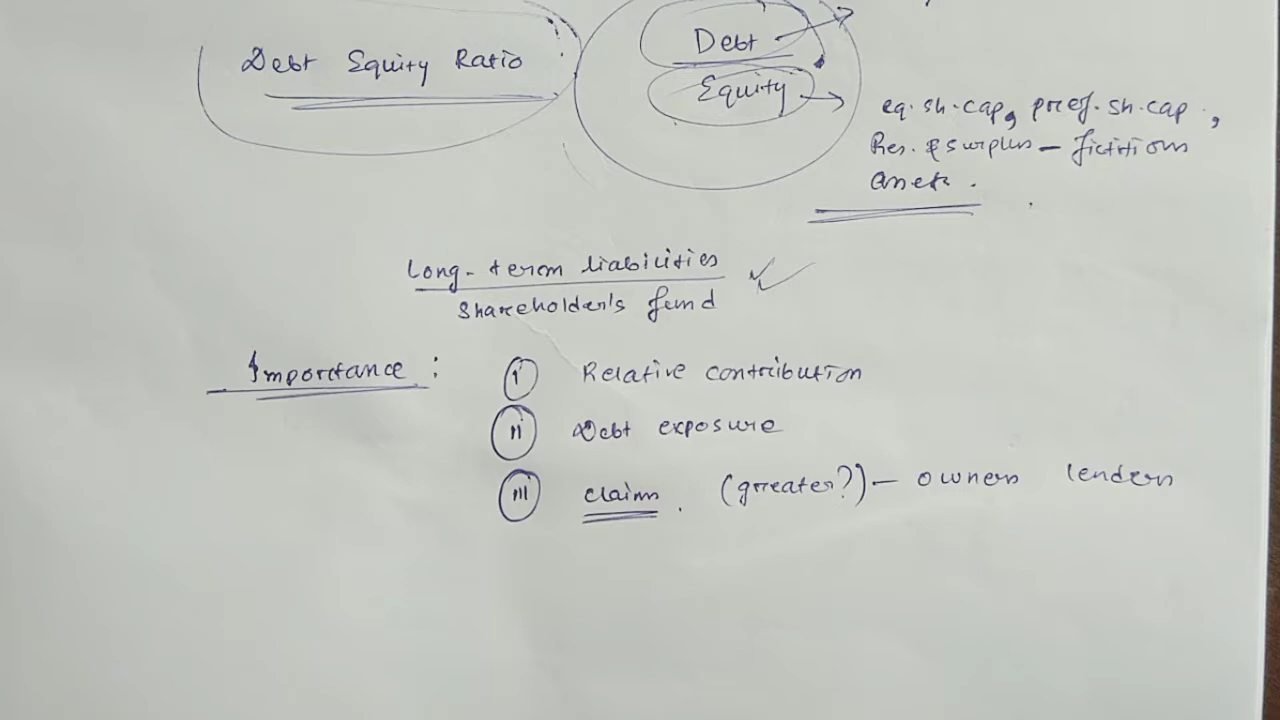 Debt Equity Ratio
Debt
Equity
eq. sh. cap, pref. sh. cap,
Res. & surplus - fictitious
assets.
Long-term liabilities
Shareholder's fund
Importance :
i Relative contribution
ii Debt exposure
iii claims. (greater?) - owners lenders